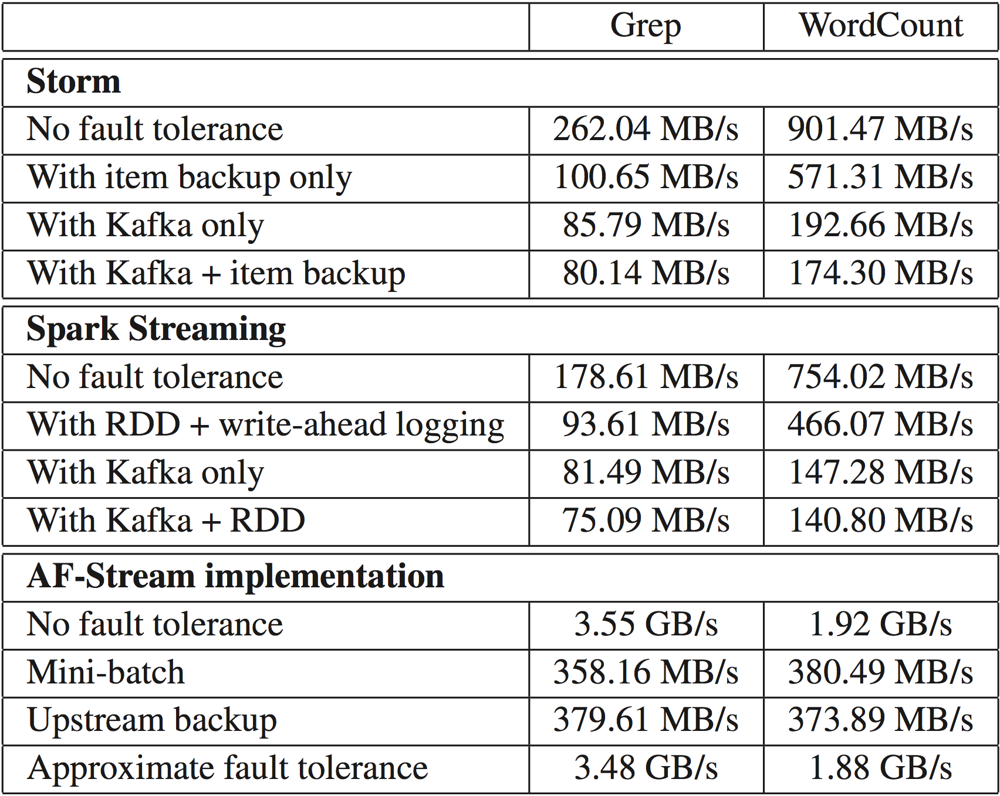 Grep WordCount
Storm
No fault tolerance 262.04 MB/s 901.47 MB/s
With item backup only 100.65 MB/s 571.31 MB/s
With Kafka only 85.79 MB/s 192.66 MB/s
With Kafka + item backup 80.14 MB/s 174.30 MB/s
Spark Streaming
No fault tolerance 178.61 MB/s 754.02 MB/s
With RDD + write-ahead logging 93.61 MB/s 466.07 MB/s
With Kafka only 81.49 MB/s 147.28 MB/s
With Kafka + RDD 75.09 MB/s 140.80 MB/s
AF-Stream implementation
No fault tolerance 3.55 GB/s 1.92 GB/s
Mini-batch 358.16 MB/s 380.49 MB/s
Upstream backup 379.61 MB/s 373.89 MB/s
Approximate fault tolerance 3.48 GB/s 1.88 GB/s